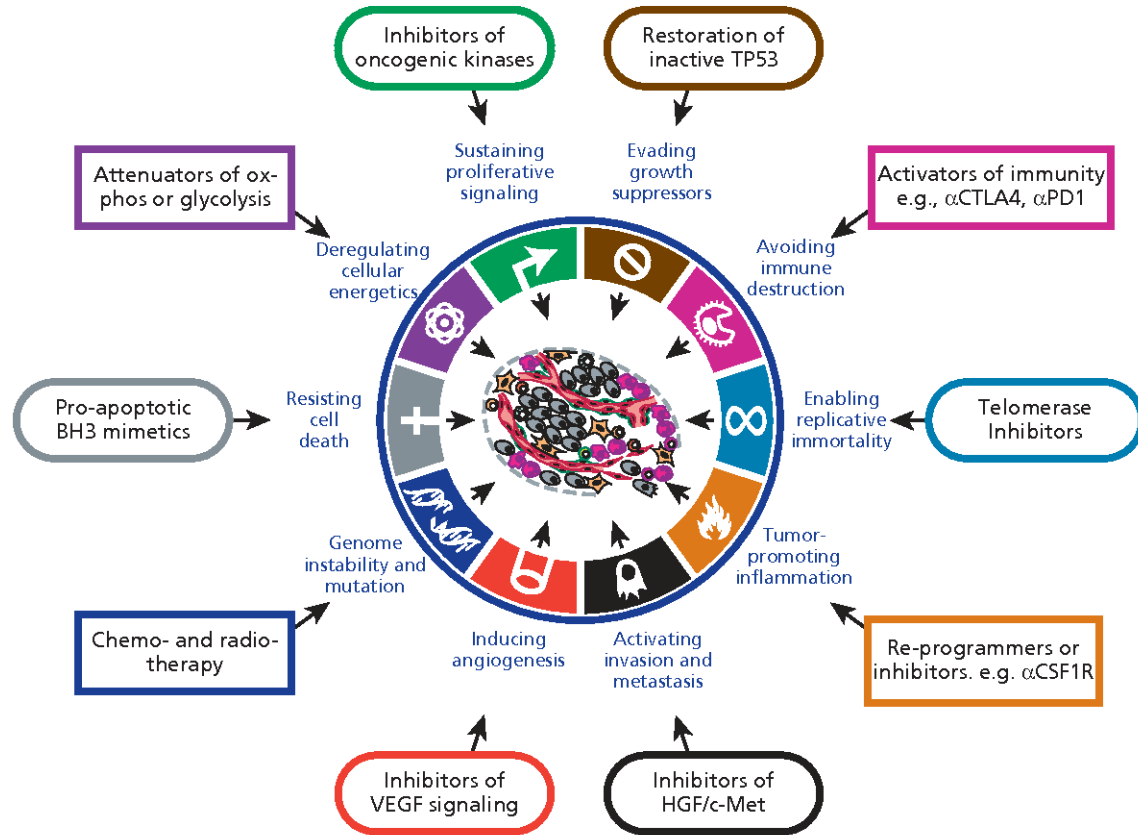 Inhibitors of
oncogenic kinases
Restoration of
inactive TP53
Sustaining
proliferative
signaling
Evading
growth
suppressors
Attenuators of ox-
phos or glycolysis
Activators of immunity
e.g., αCTLA4, αPD1
Deregulating
cellular
energetics
Avoiding
immune
destruction
Pro-apoptotic
BH3 mimetics
Resisting
cell
death
Enabling
replicative
immortality
Telomerase
Inhibitors
Genome
instability and
mutation
Tumor-
promoting
inflammation
Chemo- and radio-
therapy
Inducing
angiogenesis
Activating
invasion and
metastasis
Re-programmers or
inhibitors. e.g. αCSF1R
Inhibitors of
VEGF signaling
Inhibitors of
HGF/c-Met